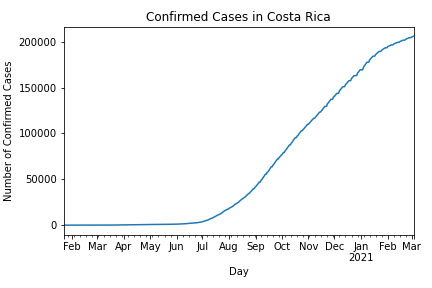 Confirmed Cases in Costa Rica
Number of Confirmed Cases
200000
150000
100000
50000
0
Feb Mar Apr May Jun Jul Aug Sep Oct Nov Dec Jan Feb Mar
2021
Day